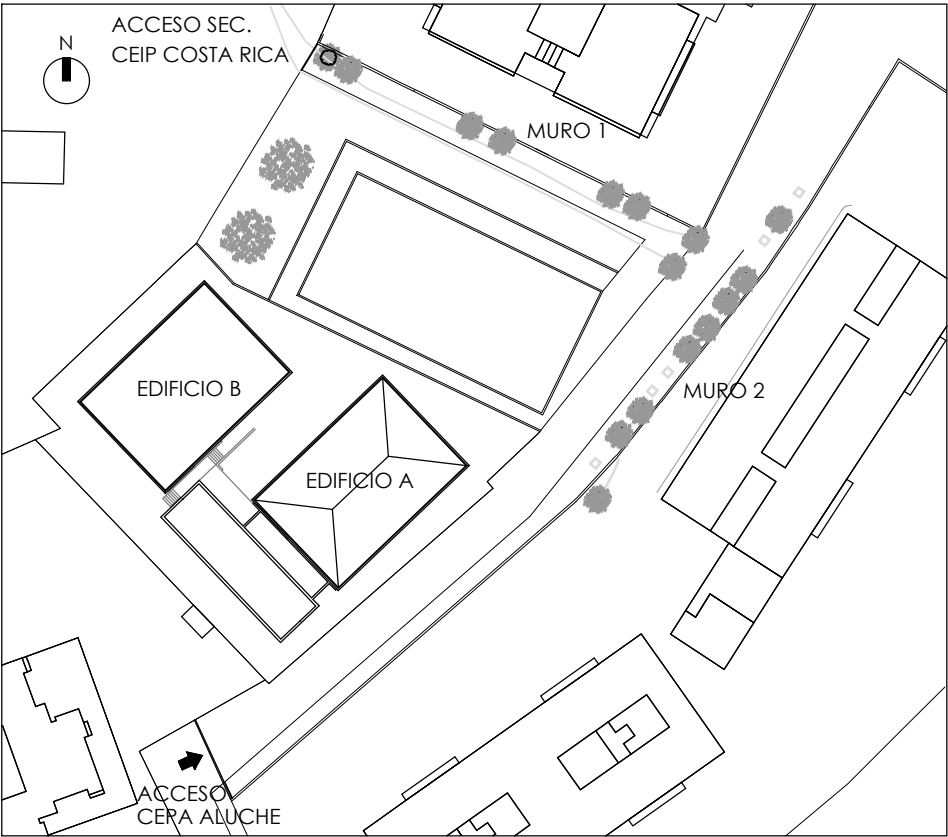 ACCESO SEC.
CEIP COSTA RICA
N
MURO 1
EDIFICIO B
MURO 2
EDIFICIO A
ACCESO
CEPA ALUCHE